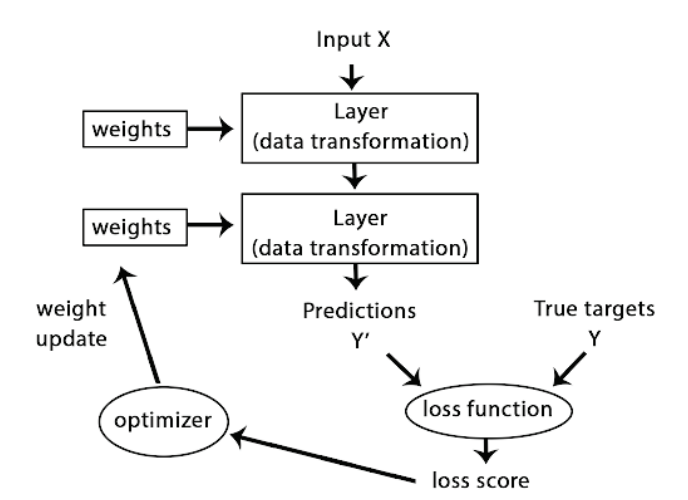 Input X
Layer
(data transformation)
weights
Layer
(data transformation)
weights
weight
update
Predictions
Y'
True targets
Y
optimizer
loss function
loss score